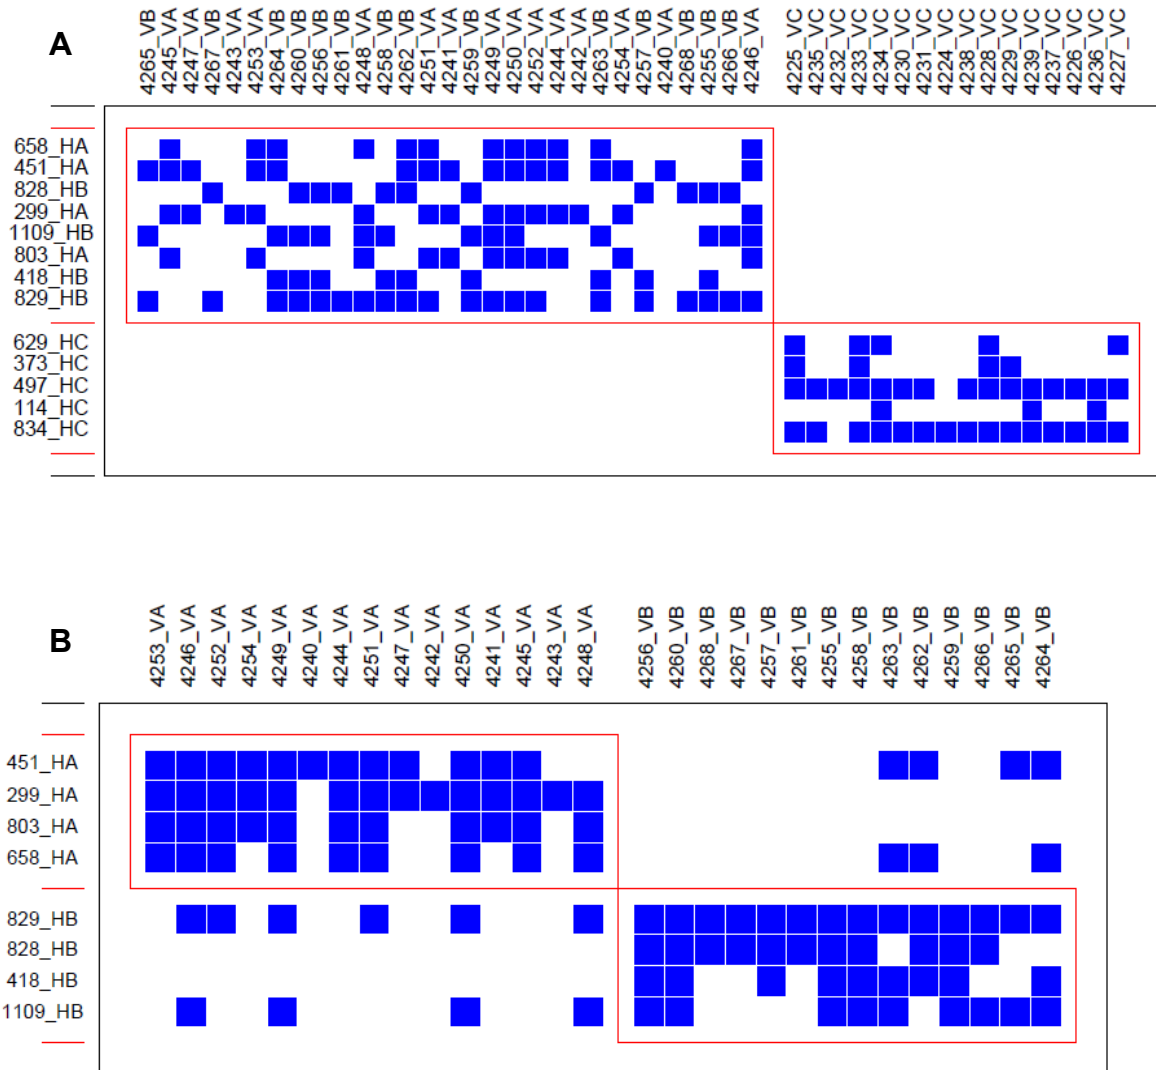 A
4265_VB 4245_VA 4247_VA 4267_VB 4243_VA 4253_VA 4264_VB 4260_VB 4256_VB 4261_VB 4248_VA 4258_VB 4262_VB 4251_VA 4241_VA 4259_VB 4249_VA 4250_VA 4252_VA 4244_VA 4242_VA 4263_VB 4254_VA 4257_VB 4240_VA 4268_VB 4255_VB 4266_VB 4246_VA 4225_VC 4235_VC 4232_VC 4233_VC 4234_VC 4230_VC 4231_VC 4224_VC 4238_VC 4228_VC 4229_VC 4239_VC 4237_VC 4226_VC 4236_VC 4227_VC
658_HA
451_HA
828_HB
299_HA
1109_HB
803_HA
418_HB
829_HB
629_HC
373_HC
497_HC
114_HC
834_HC
B
4253_VA 4246_VA 4252_VA 4254_VA 4249_VA 4240_VA 4244_VA 4251_VA 4247_VA 4242_VA 4250_VA 4241_VA 4245_VA 4243_VA 4248_VA 4256_VB 4260_VB 4268_VB 4267_VB 4257_VB 4261_VB 4255_VB 4258_VB 4263_VB 4262_VB 4259_VB 4266_VB 4265_VB 4264_VB
451_HA
299_HA
803_HA
658_HA
829_HB
828_HB
418_HB
1109_HB